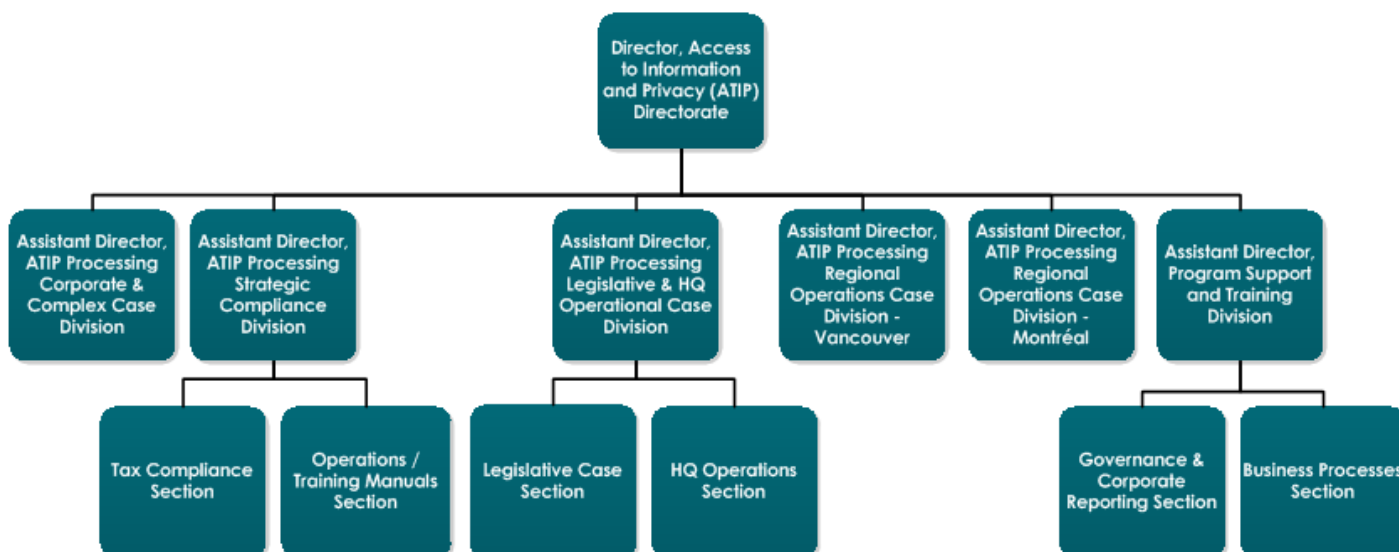 Director, Access
to Information
and Privacy (ATIP)
Directorate
Assistant Director,
ATIP Processing
Corporate &
Complex Case
Division
Assistant Director,
ATIP Processing
Strategic
Compliance
Division
Assistant Director,
ATIP Processing
Legislative & HQ
Operational Case
Division
Assistant Director,
ATIP Processing
Regional
Operations Case
Division -
Vancouver
Assistant Director,
ATIP Processing
Regional
Operations Case
Division -
Montréal
Assistant Director,
Program Support
and Training
Division
Tax Compliance
Section
Operations /
Training Manuals
Section
Legislative Case
Section
HQ Operations
Section
Governance &
Corporate
Reporting Section
Business Processes
Section